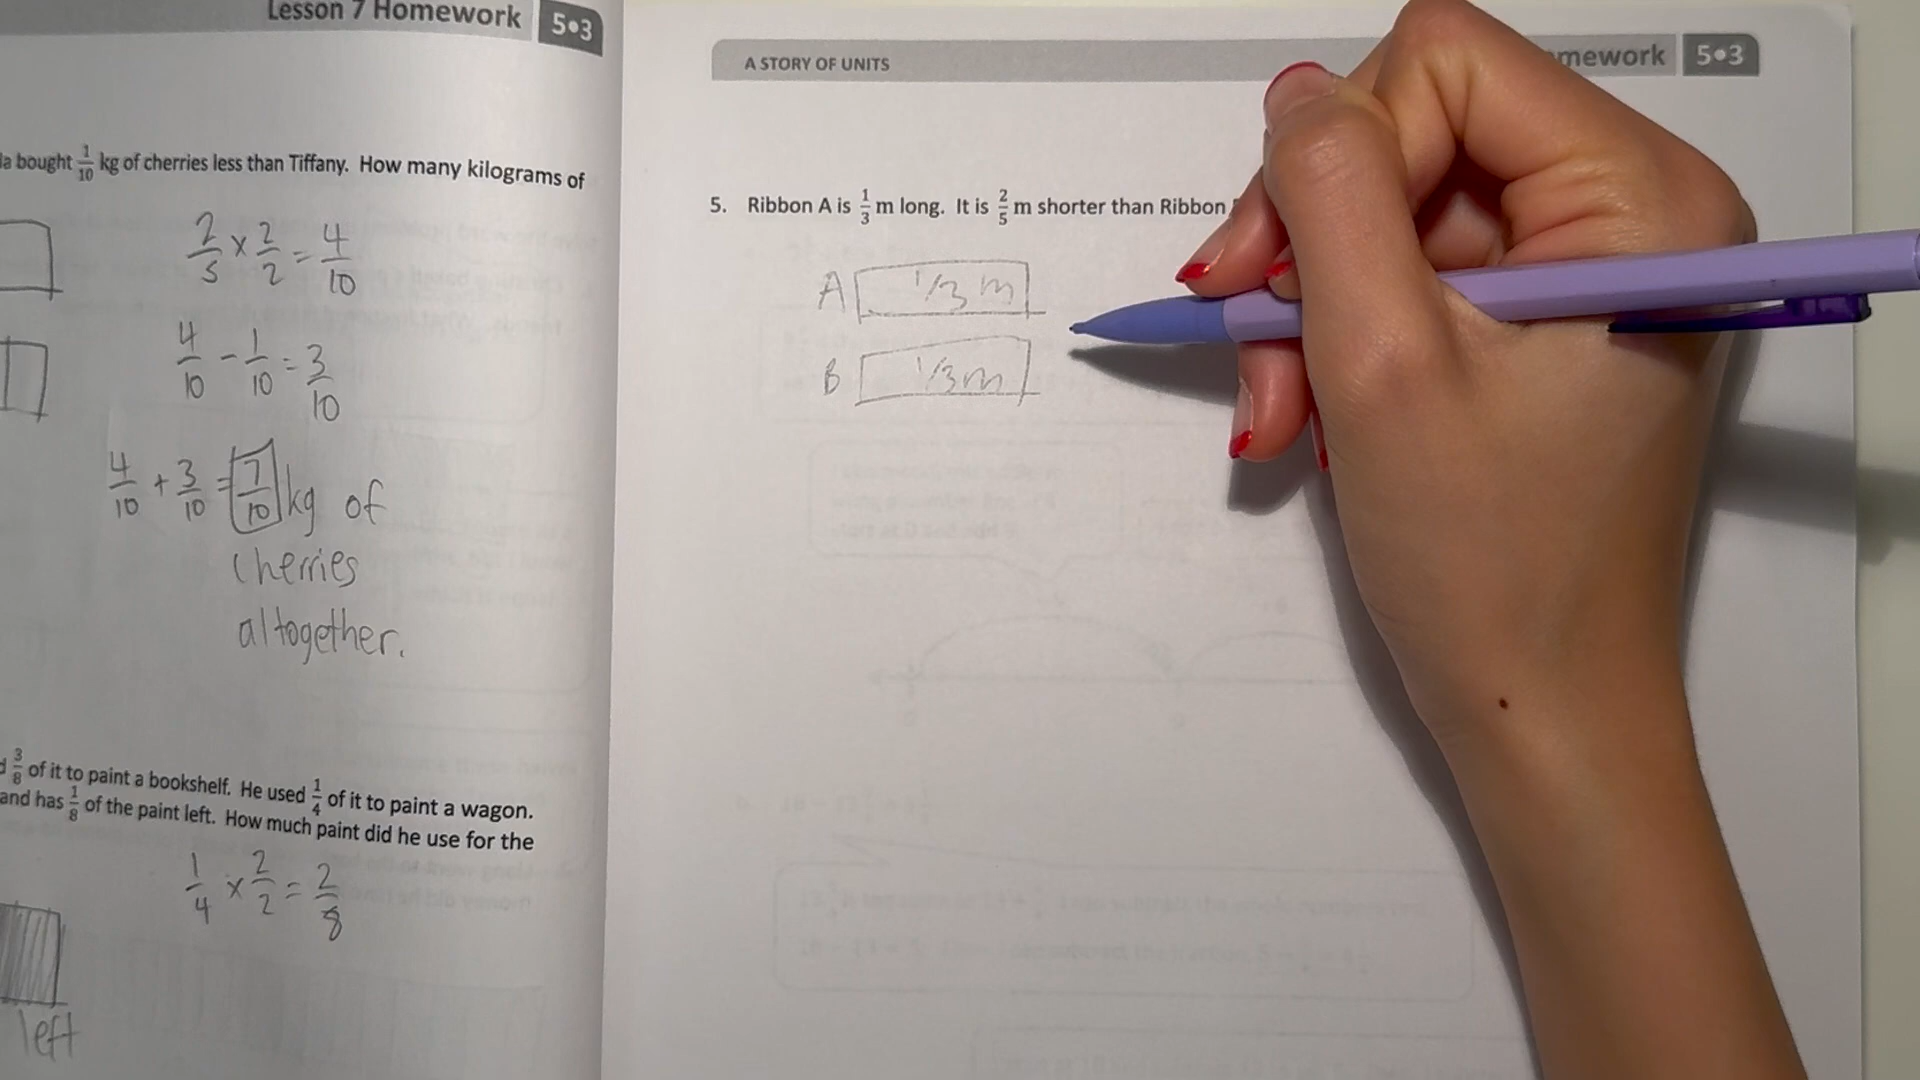 Lesson 7 Homework 5•3
bought 1/10 kg of cherries less than Tiffany. How many kilograms of
2/5 x 2/2 = 4/10
4/10 - 1/10 = 3/10
4/10 + 3/10 = 7/10 kg of
cherries
altogether.
3/8 of it to paint a bookshelf. He used 1/4 of it to paint a wagon.
and has 1/8 of the paint left. How much paint did he use for the
1/4 x 2/2 = 2/8
left
A STORY OF UNITS
5•3
5. Ribbon A is 1/3 m long. It is 2/5 m shorter than Ribbon
A 1/3 m
B 1/3 m